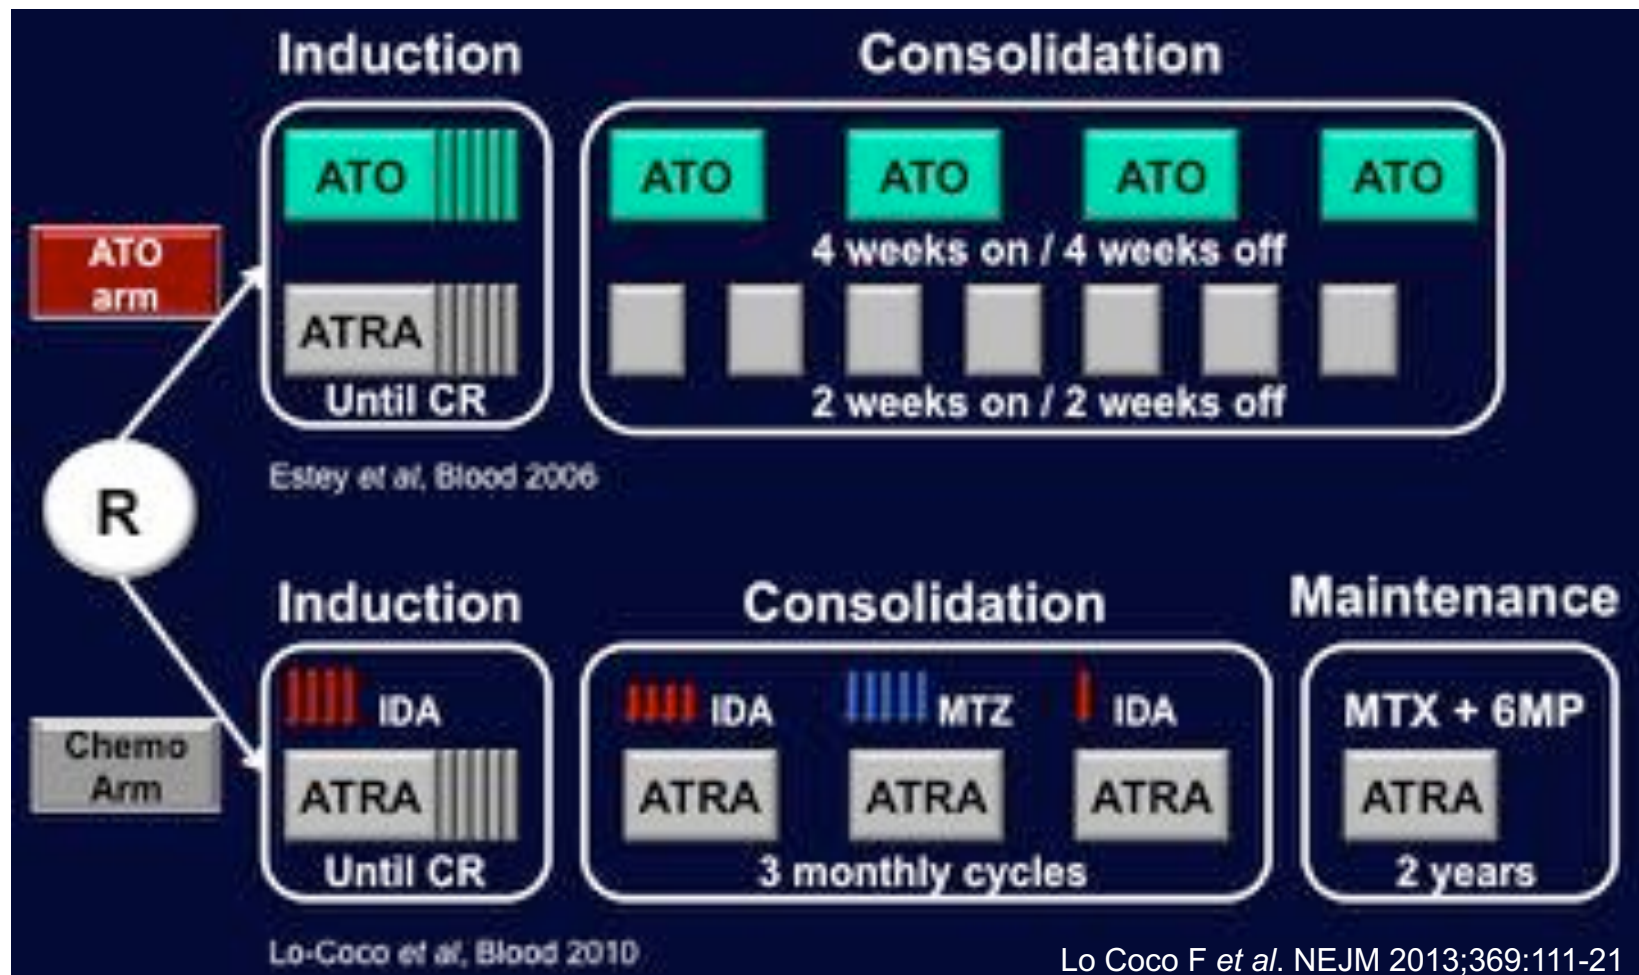 Induction
Consolidation
ATO
ATO
ATO
ATO
ATO
4 weeks on / 4 weeks off
ATO
arm
ATRA
Until CR
2 weeks on / 2 weeks off
Estey et al, Blood 2006
R
Induction
Consolidation
Maintenance
IDA
IDA
MTZ
IDA
MTX + 6MP
Chemo
Arm
ATRA
ATRA
ATRA
ATRA
ATRA
Until CR
3 monthly cycles
2 years
Lo-Coco et al, Blood 2010
Lo Coco F et al. NEJM 2013;369:111-21